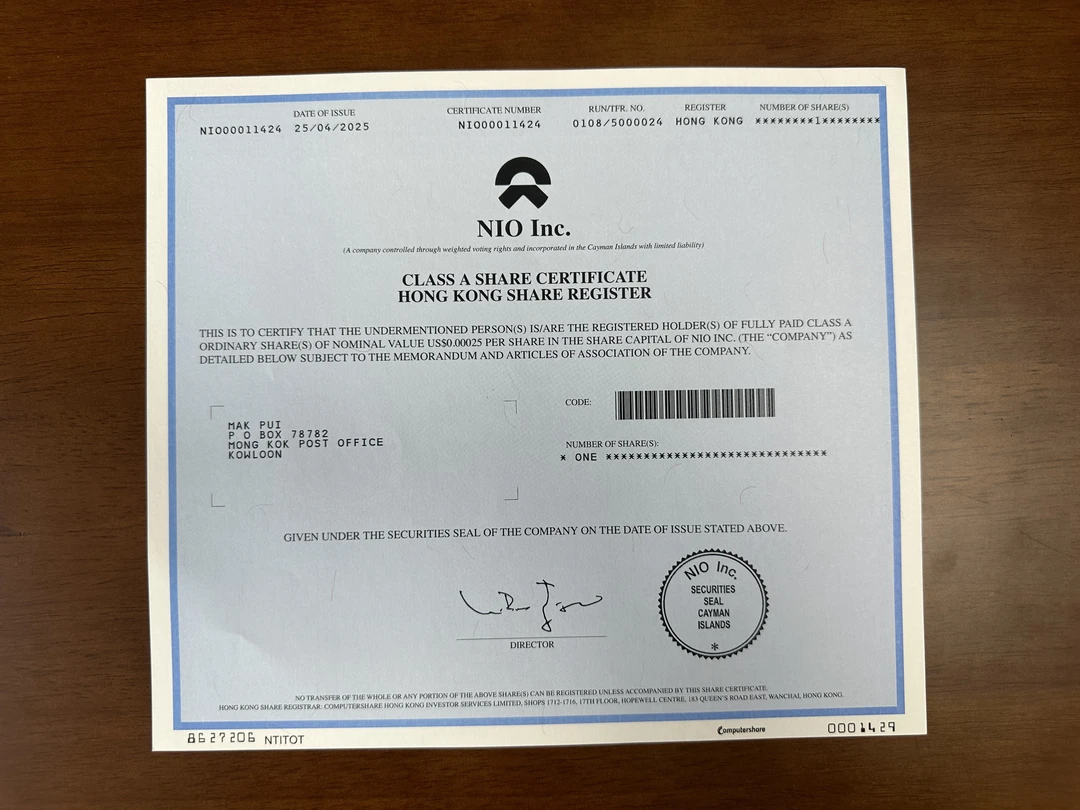 DATE OF ISSUE
CERTIFICATE NUMBER
RUN/TFR. NO.
REGISTER
NUMBER OF SHARE(S)
NIO00011424 25/04/2025 NIO00011424 0108/5000024 HONG KONG ********1********
NIO Inc.
(A company controlled through weighted voting rights and incorporated in the Cayman Islands with limited liability)
CLASS A SHARE CERTIFICATE
HONG KONG SHARE REGISTER
THIS IS TO CERTIFY THAT THE UNDERMENTIONED PERSON(S) IS/ARE THE REGISTERED HOLDER(S) OF FULLY PAID CLASS A
ORDINARY SHARE(S) OF NOMINAL VALUE US$0.00025 PER SHARE IN THE SHARE CAPITAL OF NIO INC. (THE “COMPANY”) AS
DETAILED BELOW SUBJECT TO THE MEMORANDUM AND ARTICLES OF ASSOCIATION OF THE COMPANY.
CODE:
MAK PUI
P O BOX 78782
MONG KOK POST OFFICE
KOWLOON
NUMBER OF SHARE(S):
* ONE ****************************
GIVEN UNDER THE SECURITIES SEAL OF THE COMPANY ON THE DATE OF ISSUE STATED ABOVE.
NIO Inc.
SECURITIES
SEAL
CAYMAN
ISLANDS
*
DIRECTOR
NO TRANSFER OF THE WHOLE OR ANY PORTION OF THE ABOVE SHARE(S) CAN BE REGISTERED UNLESS ACCOMPANIED BY THIS SHARE CERTIFICATE.
HONG KONG SHARE REGISTRAR: COMPUTERSHARE HONG KONG INVESTOR SERVICES LIMITED, SHOPS 1712-1716, 17TH FLOOR, HOPEWELL CENTRE, 183 QUEEN'S ROAD EAST, WANCHAI, HONG KONG.
8627206 NTITOT
Computershare
0001429